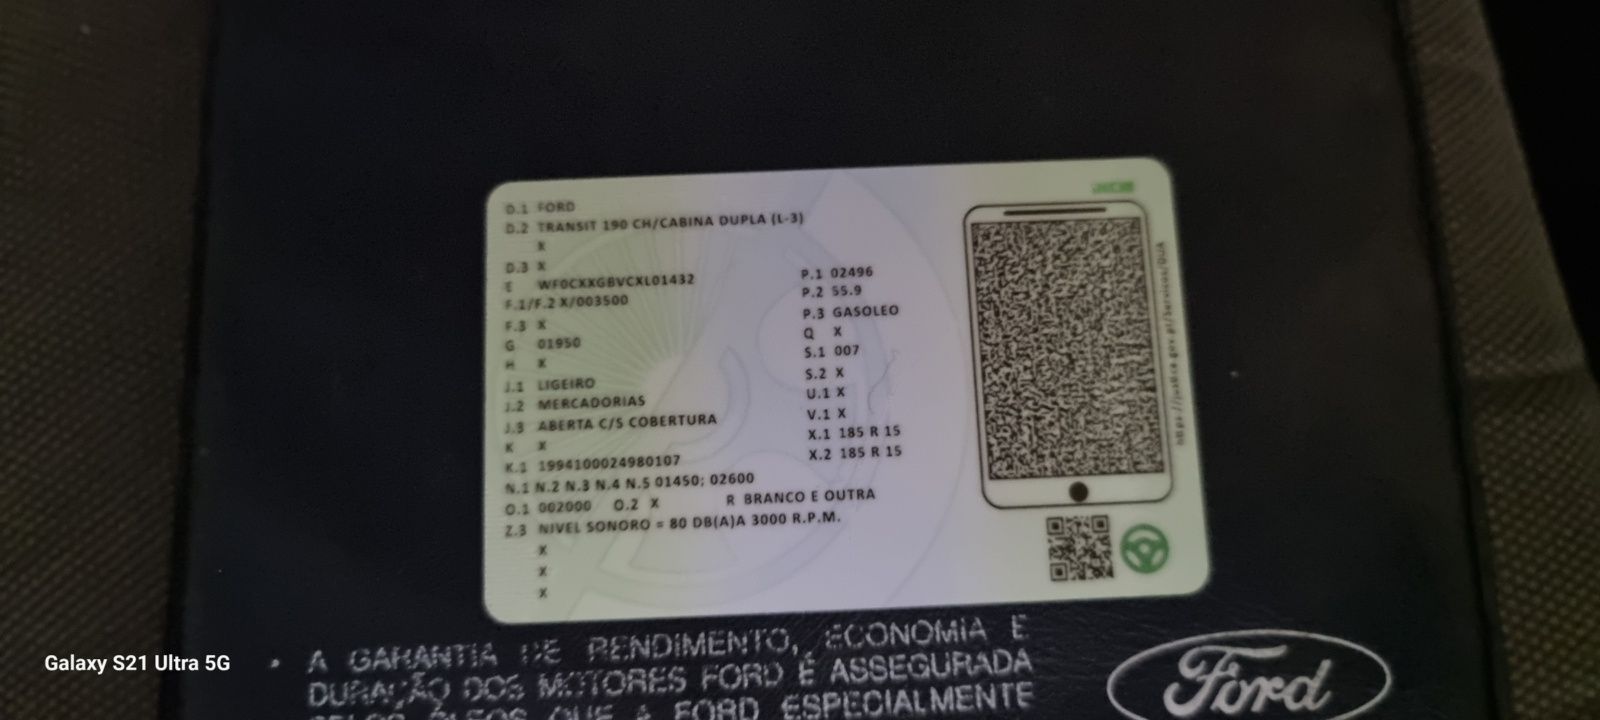 D.1 FORD
D.2 TRANSIT 190 CH/CABINA DUPLA (L-3)
X
D.3 X
E WF0CXXGBVCXL01432
F.1/F.2 X/003500
F.3 X
G 01950
H X
J.1 LIGEIRO
J.2 MERCADORIAS
J.3 ABERTA C/S COBERTURA
K X
K.1 1994100024980107
N.1 N.2 N.3 N.4 N.5 01450; 02600
O.1 002000 O.2 X R BRANCO E OUTRA
Z.3 NIVEL SONORO = 80 DB(A)A 3000 R.P.M.
X
X
X
P.1 02496
P.2 55.9
P.3 GASOLEO
Q X
S.1 007
S.2 X
U.1 X
V.1 X
X.1 185 R 15
X.2 185 R 15
A GARANTIA DE RENDIMENTO, ECONOMIA E
DURAÇÃO DOS MOTORES FORD É ASSEGURADA
PELOS ÓLEOS QUE A FORD ESPECIALMENTE
Ford
Galaxy S21 Ultra 5G